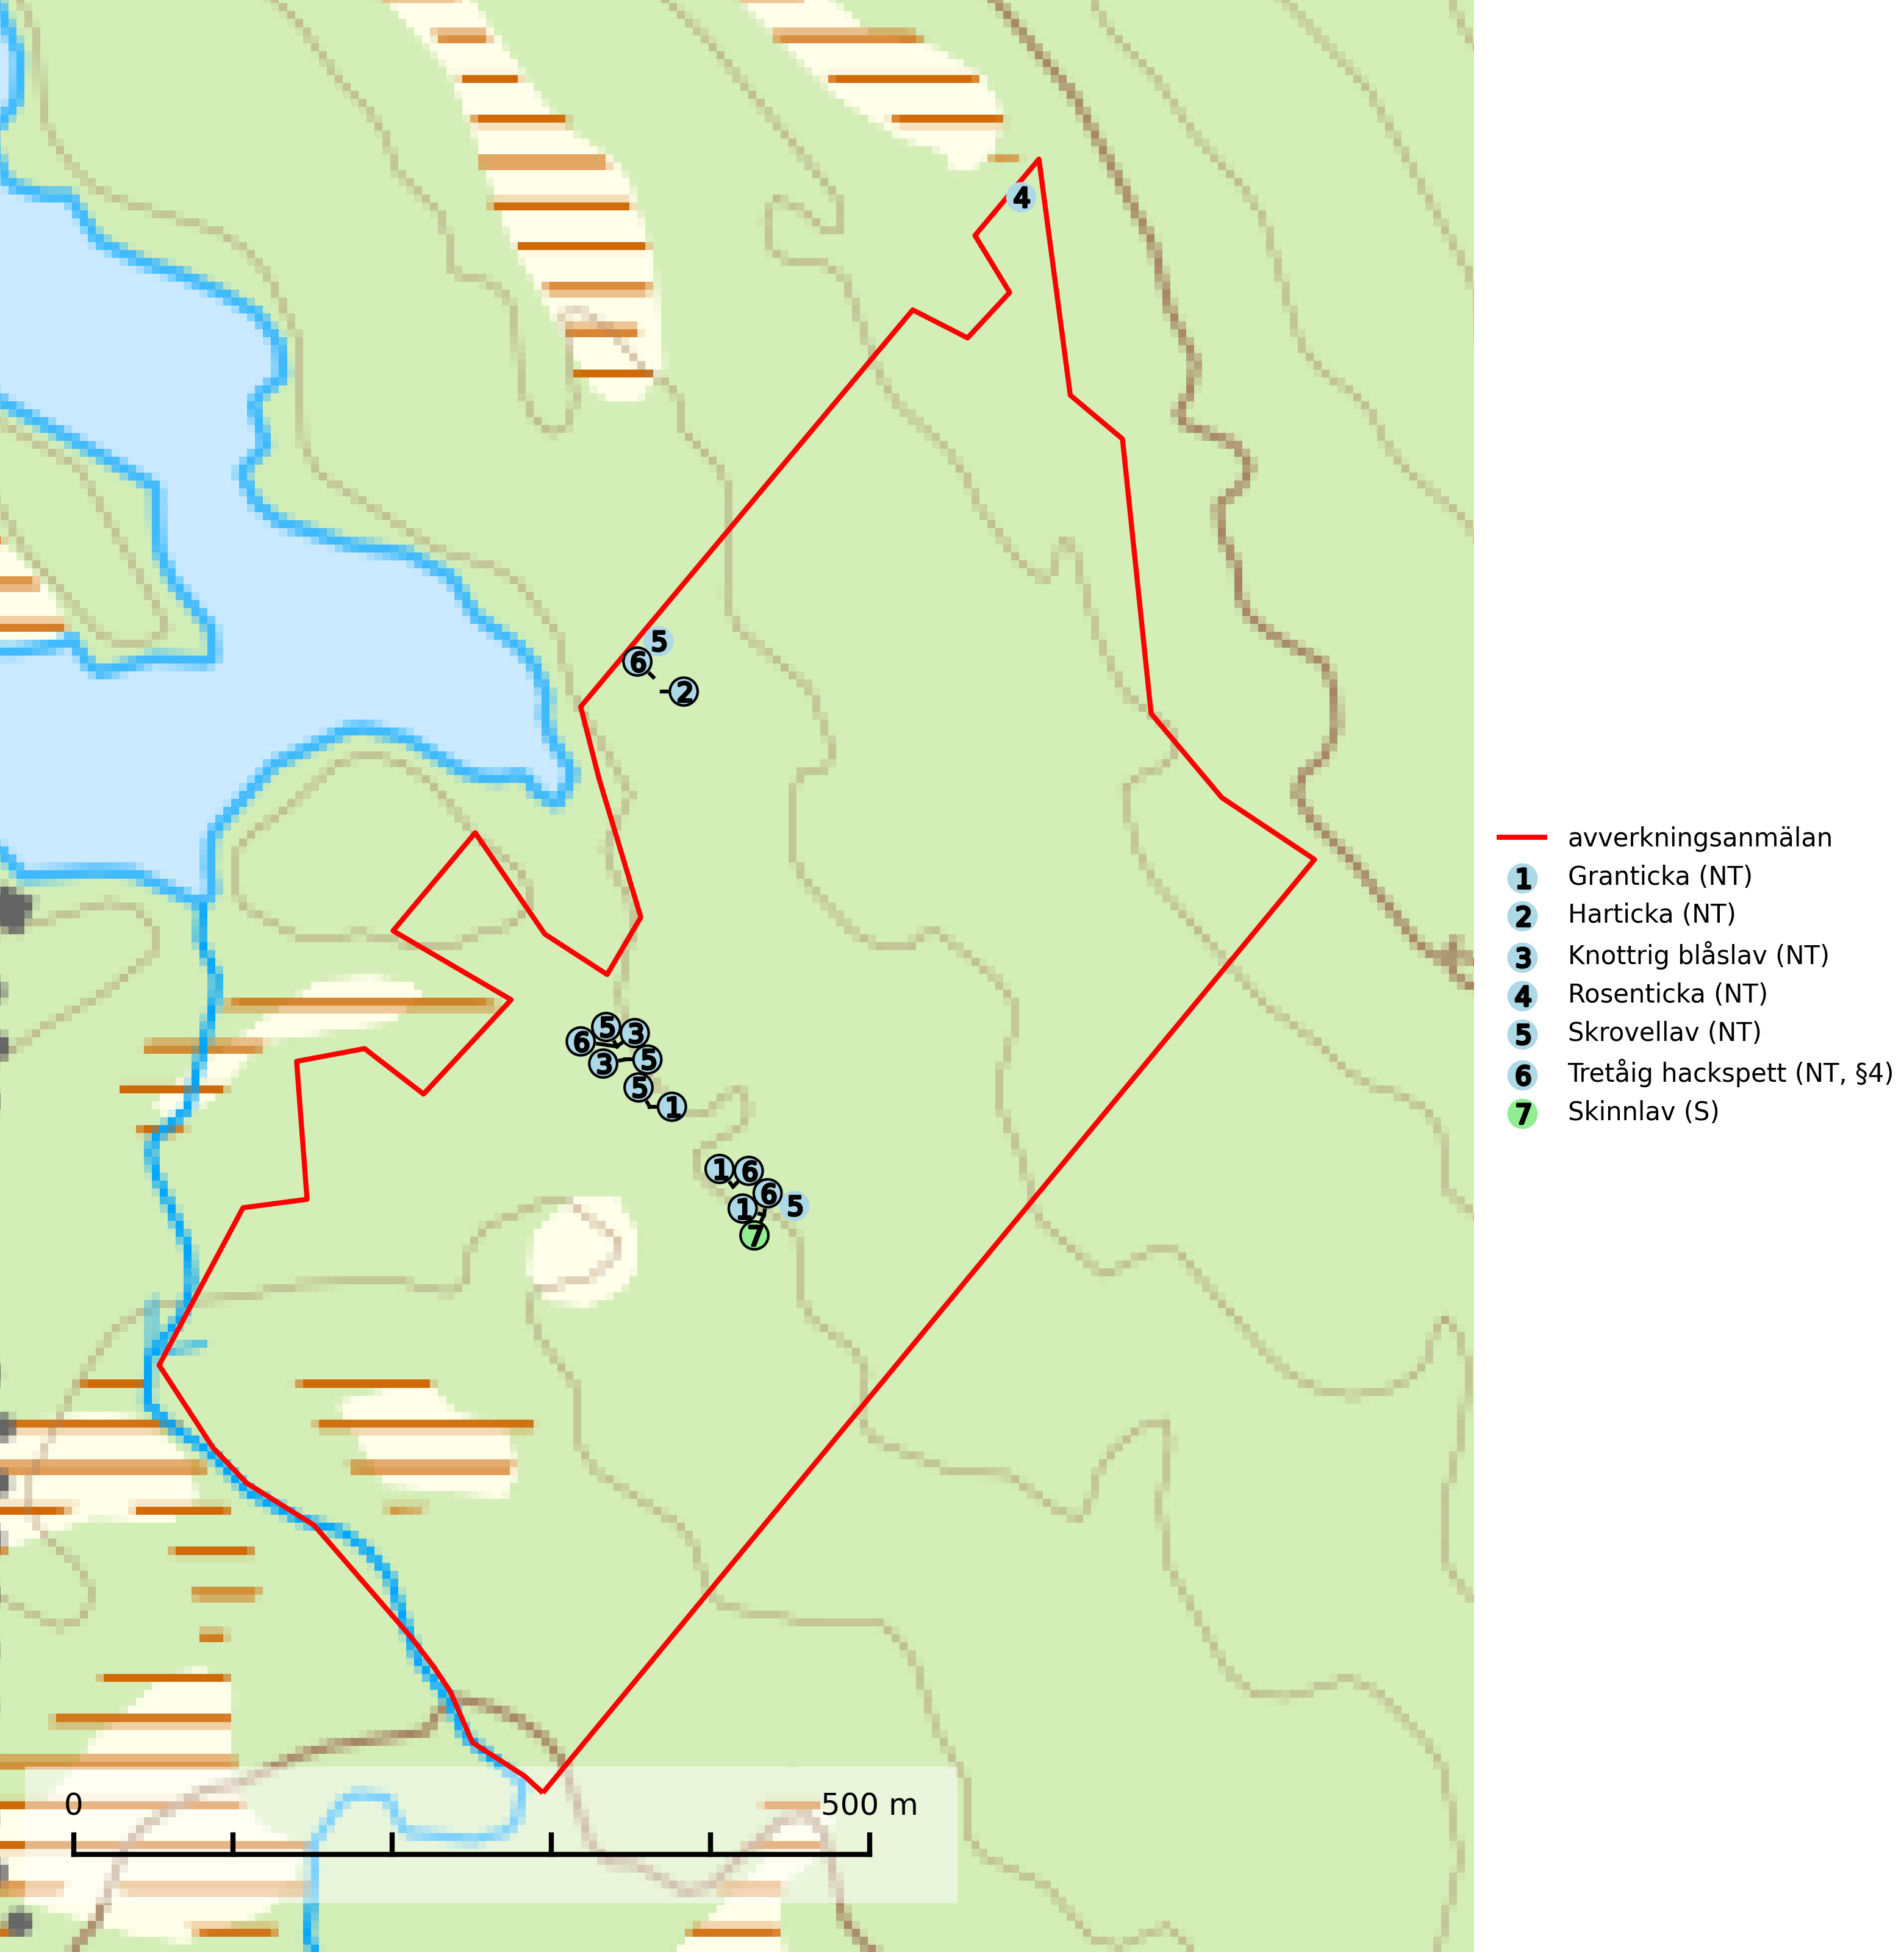 4
5
6
2
5
3
6
3
5
5
1
1
6
6
1
5
7
avverkningsanmälan
1 Granticka (NT)
2 Harticka (NT)
3 Knottrig blåslav (NT)
4 Rosenticka (NT)
5 Skrovellav (NT)
6 Tretåig hackspett (NT, §4)
7 Skinnlav (S)
0 500 m